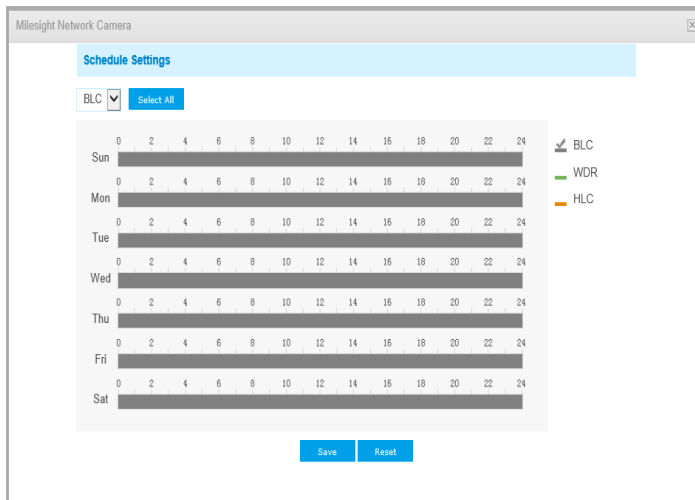 Milesight Network Camera
X
Schedule Settings
BLC Select All
0 2 4 6 8 10 12 14 16 18 20 22 24
Sun
0 2 4 6 8 10 12 14 16 18 20 22 24
Mon
0 2 4 6 8 10 12 14 16 18 20 22 24
Tue
0 2 4 6 8 10 12 14 16 18 20 22 24
Wed
0 2 4 6 8 10 12 14 16 18 20 22 24
Thu
0 2 4 6 8 10 12 14 16 18 20 22 24
Fri
0 2 4 6 8 10 12 14 16 18 20 22 24
Sat
BLC
WDR
HLC
Save Reset